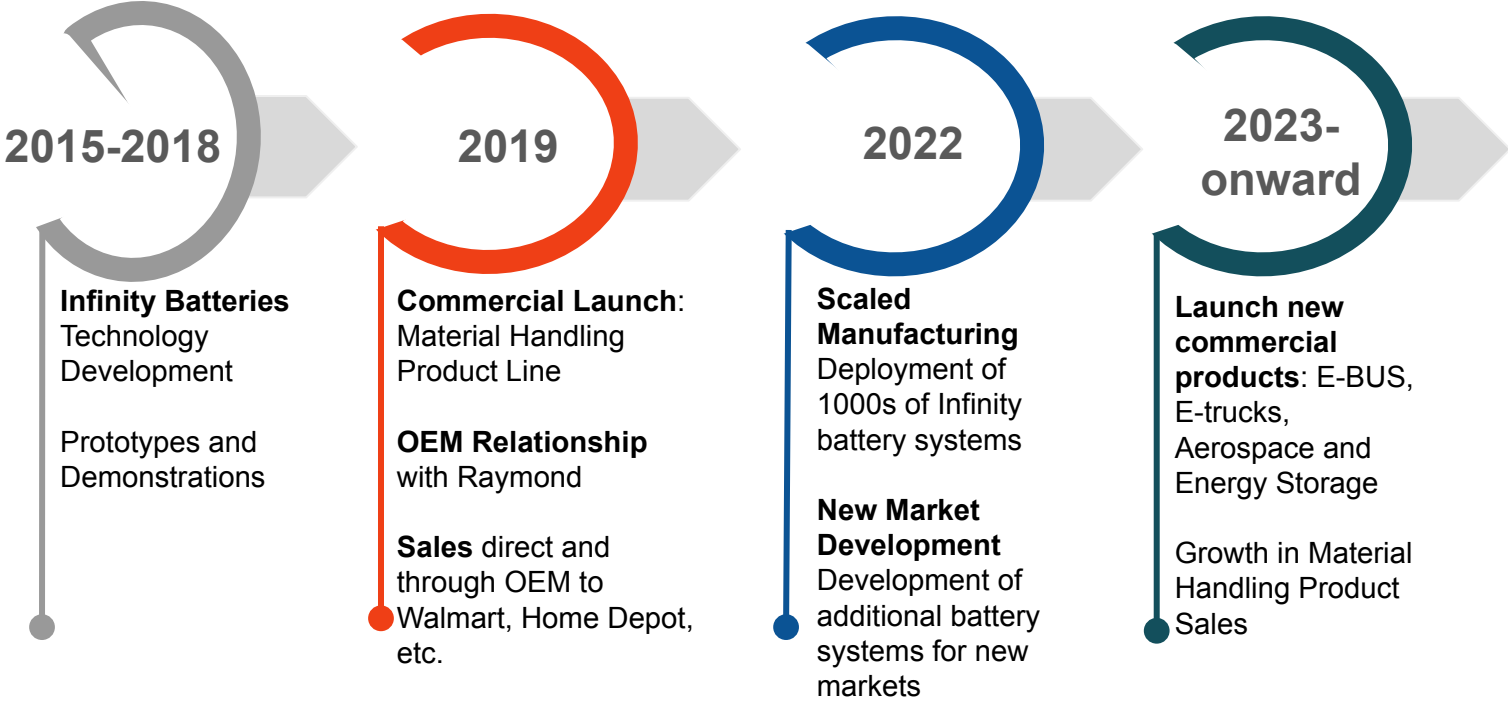 2015-2018
Infinity Batteries
Technology
Development
Prototypes and
Demonstrations
2019
Commercial Launch:
Material Handling
Product Line
OEM Relationship
with Raymond
Sales direct and
through OEM to
Walmart, Home Depot,
etc.
2022
Scaled
Manufacturing
Deployment of
1000s of Infinity
battery systems
New Market
Development
Development of
additional battery
systems for new
markets
2023-
onward
Launch new
commercial
products: E-BUS,
E-trucks,
Aerospace and
Energy Storage
Growth in Material
Handling Product
Sales